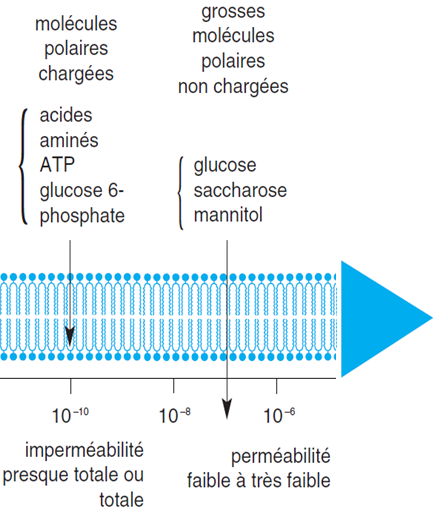 molécules
polaires
chargées
grosses
molécules
polaires
non chargées
acides
aminés
ATP
glucose 6-
phosphate
glucose
saccharose
mannitol
10⁻¹⁰
10⁻⁸
10⁻⁶
imperméabilité
presque totale ou
totale
perméabilité
faible à très faible